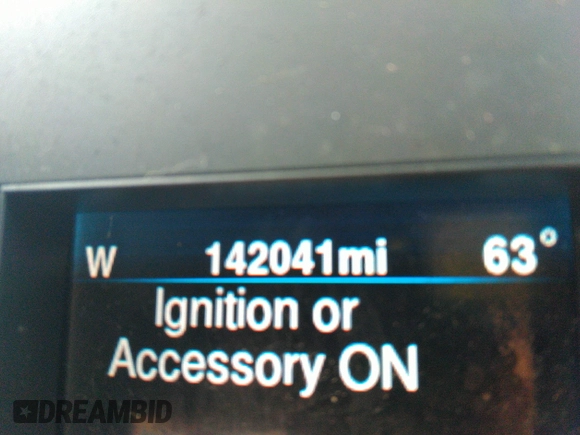 W 142041mi 63°
Ignition or
Accessory ON
DREAMBID